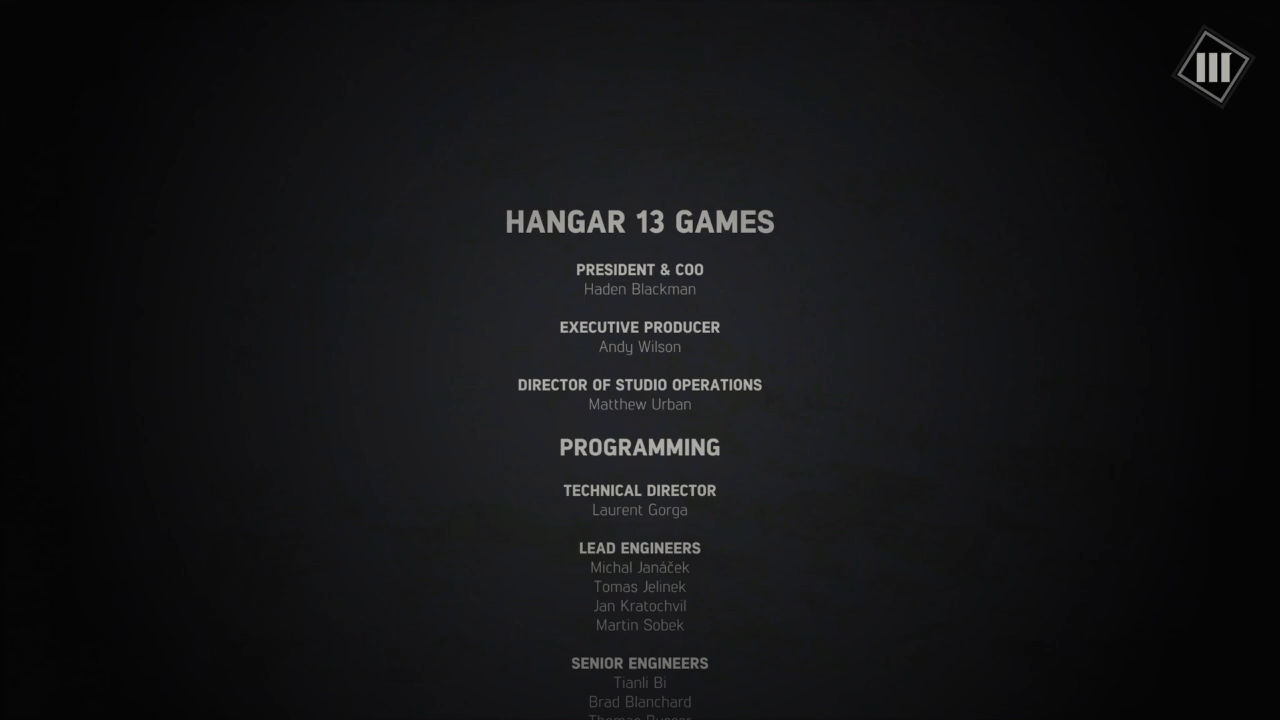 III
HANGAR 13 GAMES
PRESIDENT & COO
Haden Blackman
EXECUTIVE PRODUCER
Andy Wilson
DIRECTOR OF STUDIO OPERATIONS
Matthew Urban
PROGRAMMING
TECHNICAL DIRECTOR
Laurent Gorga
LEAD ENGINEERS
Michal Janáček
Tomas Jelinek
Jan Kratochvil
Martin Sobek
SENIOR ENGINEERS
Tianli Bi
Brad Blanchard